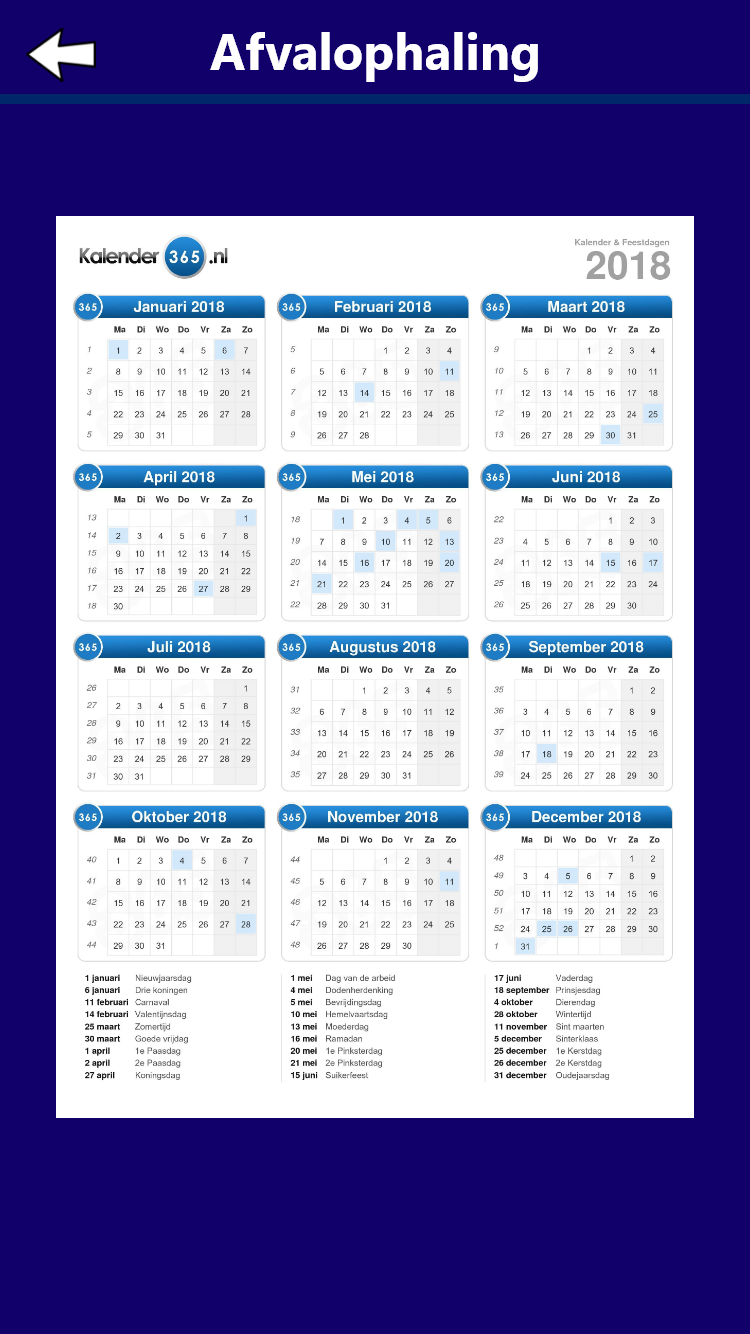 Afvalophaling
Kalender 365 .nl
Kalender & Feestdagen
2018
365 Januari 2018
Ma Di Wo Do Vr Za Zo
1 1 2 3 4 5 6 7
2 8 9 10 11 12 13 14
3 15 16 17 18 19 20 21
4 22 23 24 25 26 27 28
5 29 30 31
365 Februari 2018
Ma Di Wo Do Vr Za Zo
5 1 2 3 4
6 5 6 7 8 9 10 11
7 12 13 14 15 16 17 18
8 19 20 21 22 23 24 25
9 26 27 28
365 Maart 2018
Ma Di Wo Do Vr Za Zo
9 1 2 3 4
10 5 6 7 8 9 10 11
11 12 13 14 15 16 17 18
12 19 20 21 22 23 24 25
13 26 27 28 29 30 31
365 April 2018
Ma Di Wo Do Vr Za Zo
13 1
14 2 3 4 5 6 7 8
15 9 10 11 12 13 14 15
16 16 17 18 19 20 21 22
17 23 24 25 26 27 28 29
18 30
365 Mei 2018
Ma Di Wo Do Vr Za Zo
18 1 2 3 4 5 6
19 7 8 9 10 11 12 13
20 14 15 16 17 18 19 20
21 21 22 23 24 25 26 27
22 28 29 30 31
365 Juni 2018
Ma Di Wo Do Vr Za Zo
22 1 2 3
23 4 5 6 7 8 9 10
24 11 12 13 14 15 16 17
25 18 19 20 21 22 23 24
26 25 26 27 28 29 30
365 Juli 2018
Ma Di Wo Do Vr Za Zo
26 1
27 2 3 4 5 6 7 8
28 9 10 11 12 13 14 15
29 16 17 18 19 20 21 22
30 23 24 25 26 27 28 29
31 30 31
365 Augustus 2018
Ma Di Wo Do Vr Za Zo
31 1 2 3 4 5
32 6 7 8 9 10 11 12
33 13 14 15 16 17 18 19
34 20 21 22 23 24 25 26
35 27 28 29 30 31
365 September 2018
Ma Di Wo Do Vr Za Zo
35 1 2
36 3 4 5 6 7 8 9
37 10 11 12 13 14 15 16
38 17 18 19 20 21 22 23
39 24 25 26 27 28 29 30
365 Oktober 2018
Ma Di Wo Do Vr Za Zo
40 1 2 3 4 5 6 7
41 8 9 10 11 12 13 14
42 15 16 17 18 19 20 21
43 22 23 24 25 26 27 28
44 29 30 31
365 November 2018
Ma Di Wo Do Vr Za Zo
44 1 2 3 4
45 5 6 7 8 9 10 11
46 12 13 14 15 16 17 18
47 19 20 21 22 23 24 25
48 26 27 28 29 30
365 December 2018
Ma Di Wo Do Vr Za Zo
48 1 2
49 3 4 5 6 7 8 9
50 10 11 12 13 14 15 16
51 17 18 19 20 21 22 23
52 24 25 26 27 28 29 30
1 31
1 januari Nieuwjaarsdag
6 januari Drie koningen
11 februari Carnaval
14 februari Valentijnsdag
25 maart Zomertijd
30 maart Goede vrijdag
1 april 1e Paasdag
2 april 2e Paasdag
27 april Koningsdag
1 mei Dag van de arbeid
4 mei Dodenherdenking
5 mei Bevrijdingsdag
10 mei Hemelvaartsdag
13 mei Moederdag
16 mei Ramadan
20 mei 1e Pinksterdag
21 mei 2e Pinksterdag
15 juni Suikerfeest
17 juni Vaderdag
18 september Prinsjesdag
4 oktober Dierendag
28 oktober Wintertijd
11 november Sint maarten
5 december Sinterklaas
25 december 1e Kerstdag
26 december 2e Kerstdag
31 december Oudejaarsdag